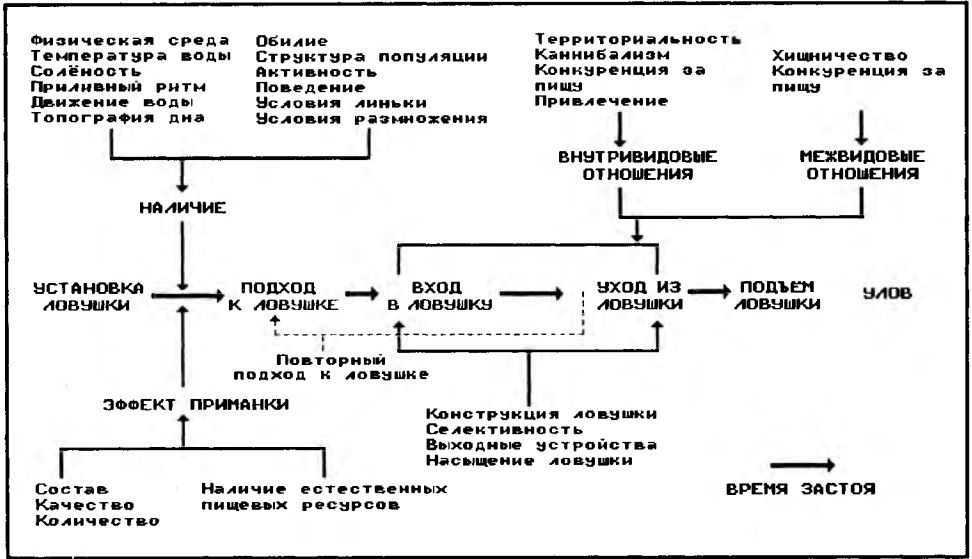 Физическая среда
Температура воды
Солёность
Приливный ритм
Движение воды
Топография дна
Обилие
Структура популяции
Активность
Поведение
Условия линьки
Условия размножения
Территориальность
Каннибализм
Конкуренция за
пищу
Привлечение
Хищничество
Конкуренция за
пищу
ВНУТРИВИДОВЫЕ
ОТНОШЕНИЯ
МЕЖВИДОВЫЕ
ОТНОШЕНИЯ
НАЛИЧИЕ
УСТАНОВКА
ЛОВУШКИ
ПОДХОД
К ЛОВУШКЕ
ВХОД
В ЛОВУШКУ
УХОД ИЗ
ЛОВУШКИ
ПОДЪЕМ
ЛОВУШКИ
УЛОВ
Повторный
подход к ловушке
ЭФФЕКТ ПРИМАНКИ
Конструкция ловушки
Селективность
Выходные устройства
Насыщение ловушки
Состав
Качество
Количество
Наличие естественных
пищевых ресурсов
ВРЕМЯ ЗАСТОЯ